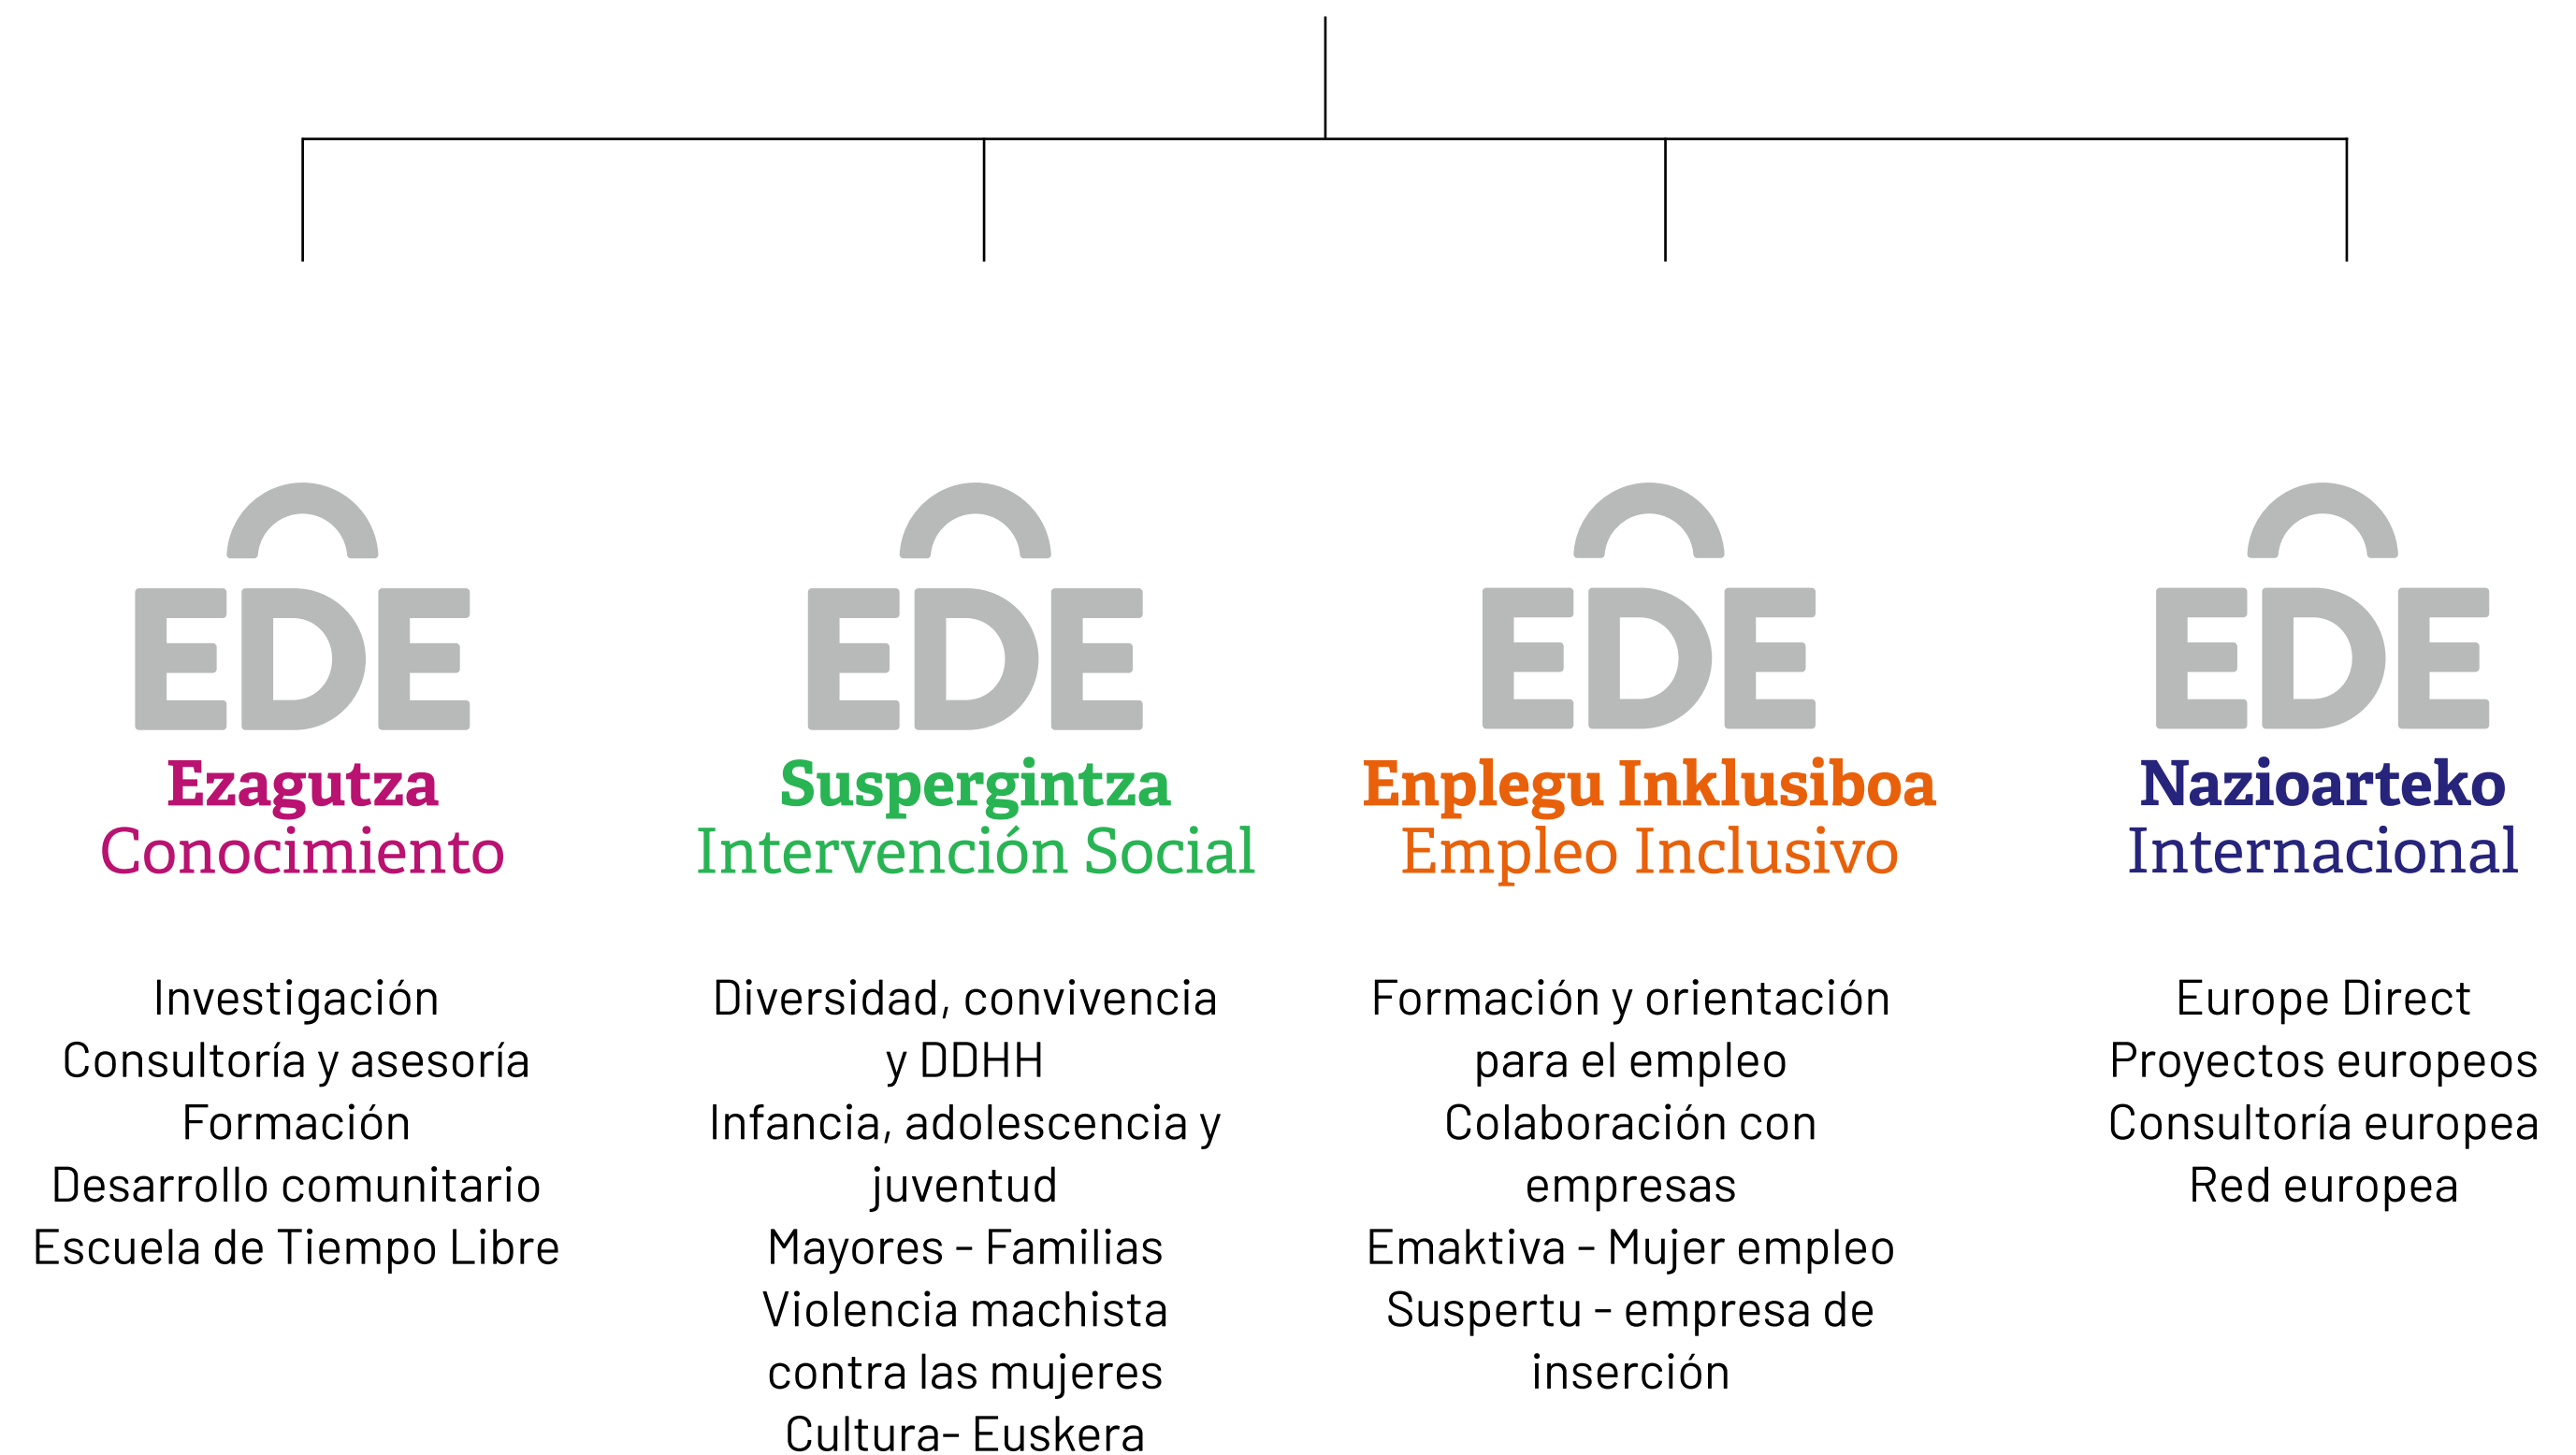 EDE
Ezagutza
Conocimiento
Investigación
Consultoría y asesoría
Formación
Desarrollo comunitario
Escuela de Tiempo Libre
EDE
Suspergintza
Intervención Social
Diversidad, convivencia
y DDHH
Infancia, adolescencia y
juventud
Mayores - Familias
Violencia machista
contra las mujeres
Cultura- Euskera
EDE
Enplegu Inklusiboa
Empleo Inclusivo
Formación y orientación
para el empleo
Colaboración con
empresas
Emaktiva - Mujer empleo
Suspertu - empresa de
inserción
EDE
Nazioarteko
Internacional
Europe Direct
Proyectos europeos
Consultoría europea
Red europea